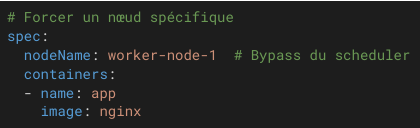 # Forcer un nœud spécifique
spec:
  nodeName: worker-node-1  # Bypass du scheduler
  containers:
  - name: app
    image: nginx